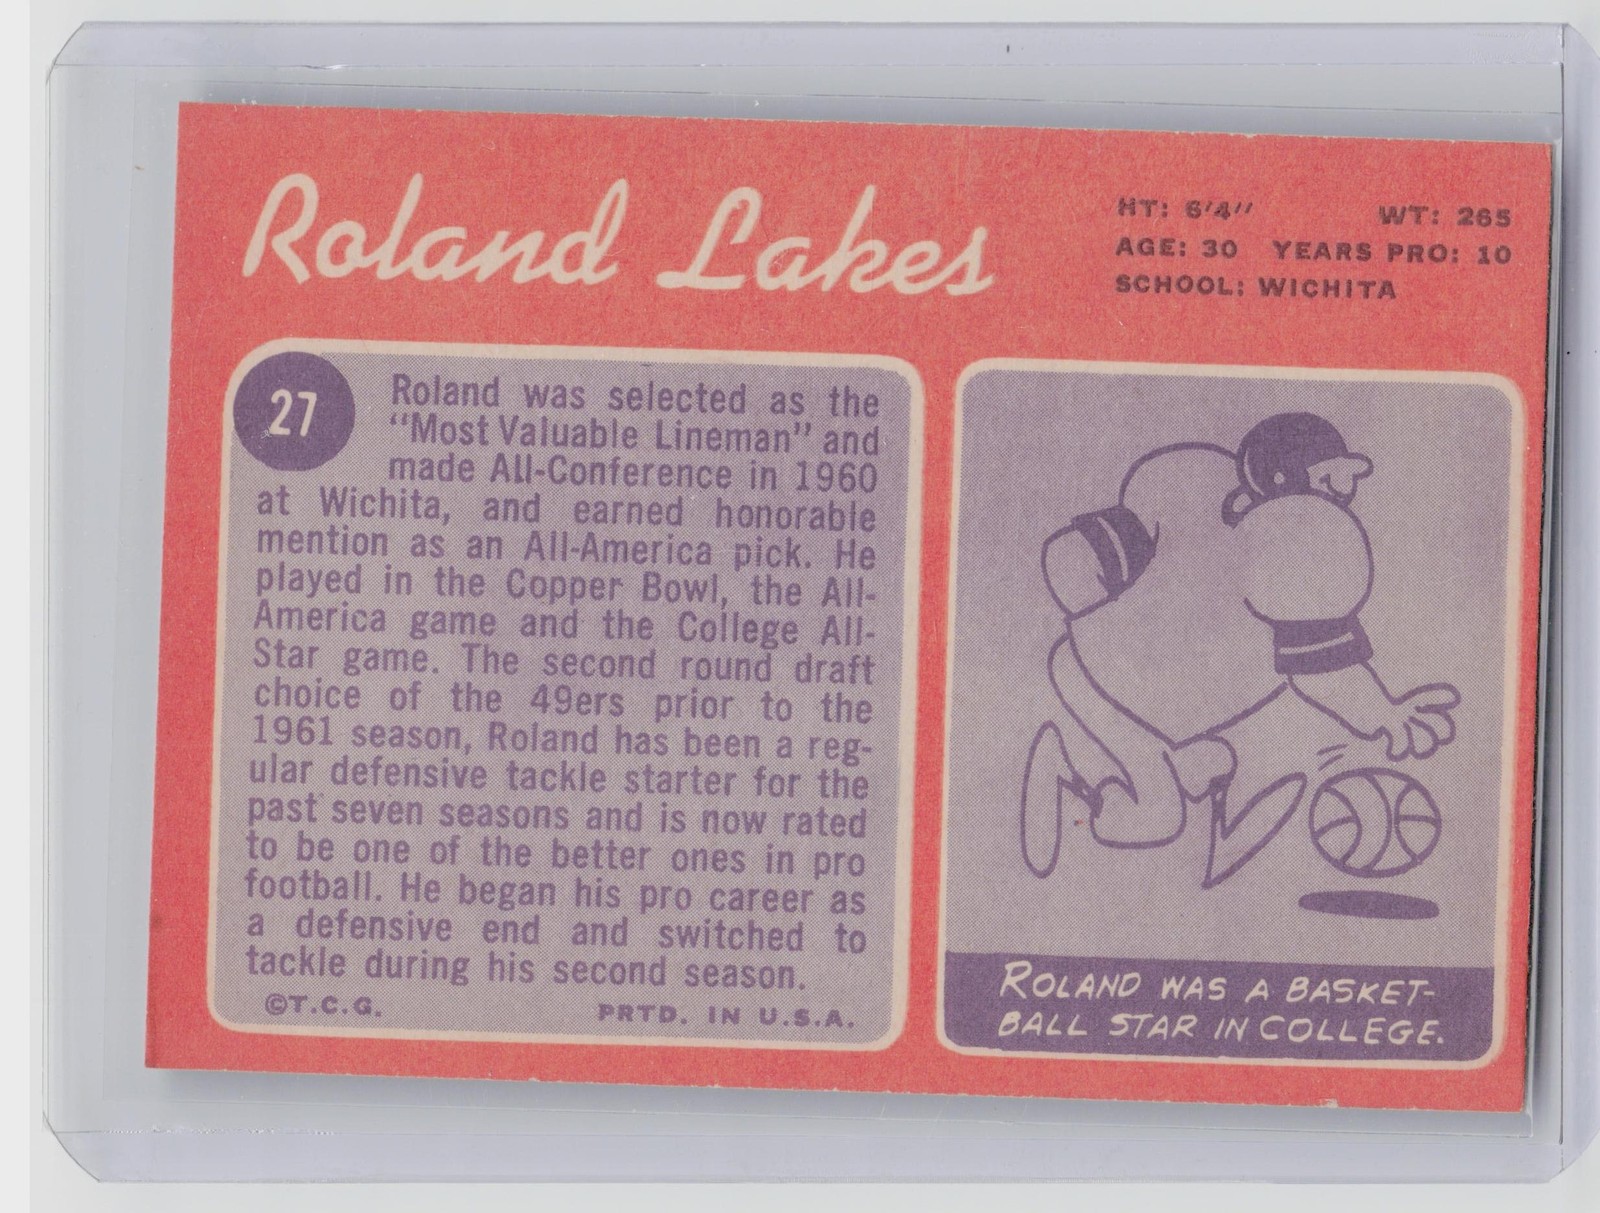 Roland Lakes
HT: 6'4" WT: 265
AGE: 30 YEARS PRO: 10
SCHOOL: WICHITA
27
Roland was selected as the
"Most Valuable Lineman" and
made All-Conference in 1960
at Wichita, and earned honorable
mention as an All-America pick. He
played in the Copper Bowl, the All-
America game and the College All-
Star game. The second round draft
choice of the 49ers prior to the
1961 season, Roland has been a reg-
ular defensive tackle starter for the
past seven seasons and is now rated
to be one of the better ones in pro
football. He began his pro career as
a defensive end and switched to
tackle during his second season.
©T.C.G. PRTD. IN U.S.A.
ROLAND WAS A BASKET-
BALL STAR IN COLLEGE.